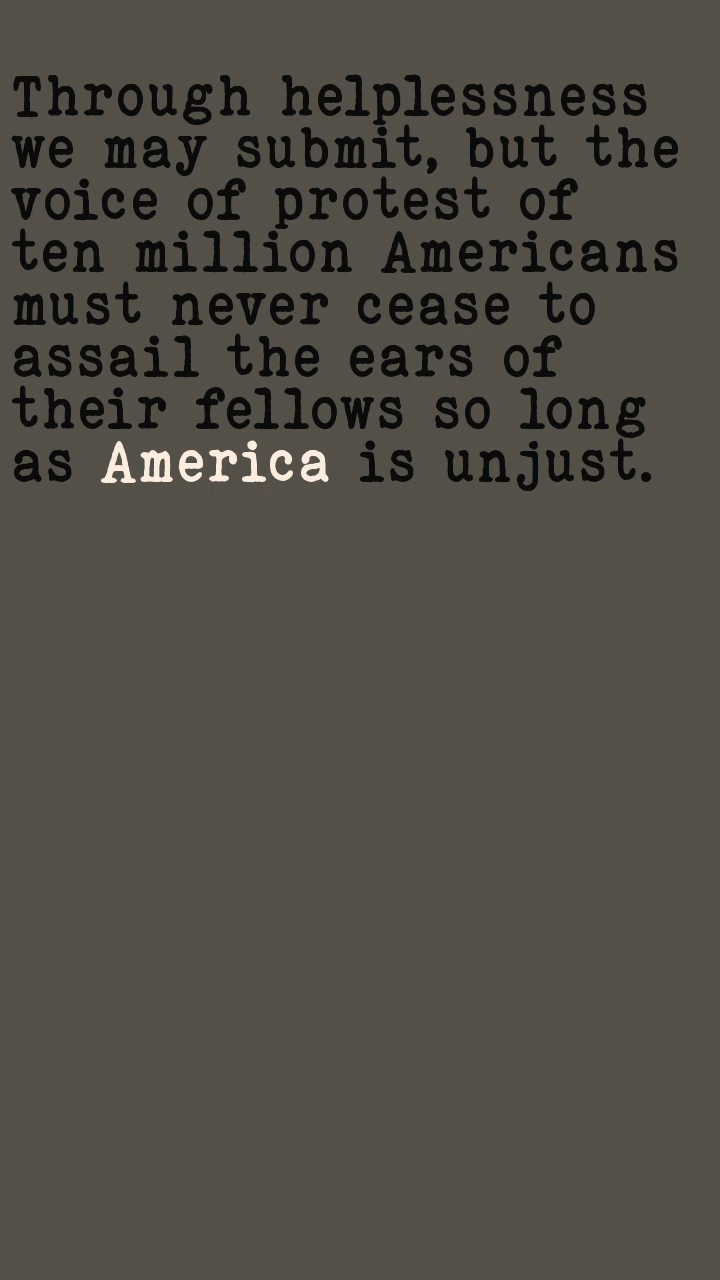 Through helplessness
we may submit, but the
voice of protest of
ten million Americans
must never cease to
assail the ears of
their fellows so long
as America is unjust.